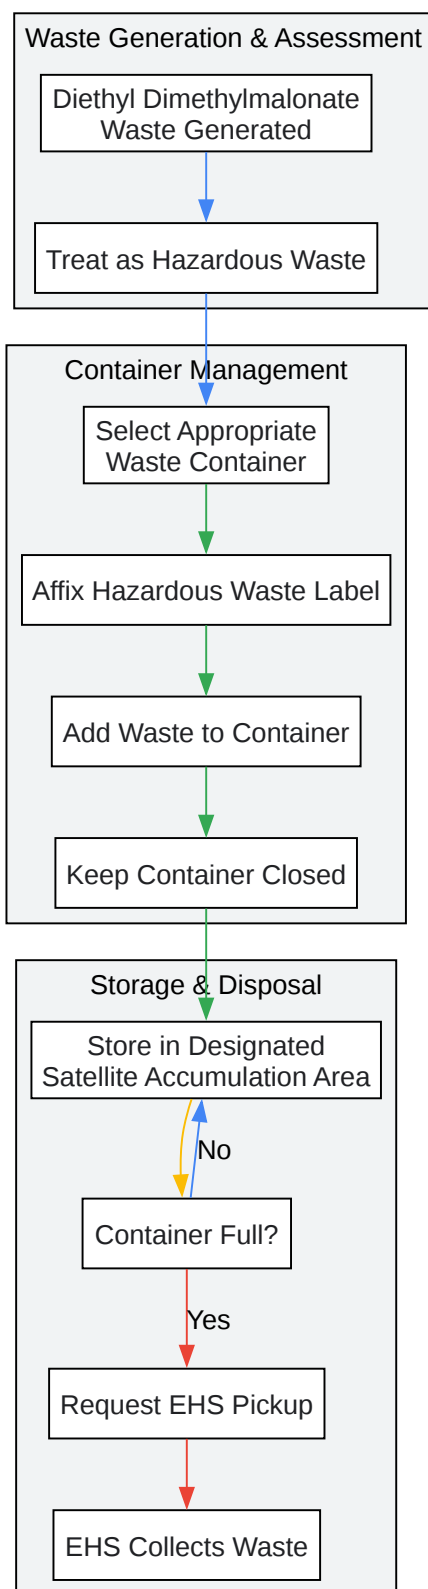 Waste Generation & Assessment
Diethyl Dimethylmalonate
Waste Generated
Treat as Hazardous Waste
Container Management
Select Appropriate
Waste Container
Affix Hazardous Waste Label
Add Waste to Container
Keep Container Closed
Storage & Disposal
Store in Designated
Satellite Accumulation Area
No
Container Full?
Yes
Request EHS Pickup
EHS Collects Waste